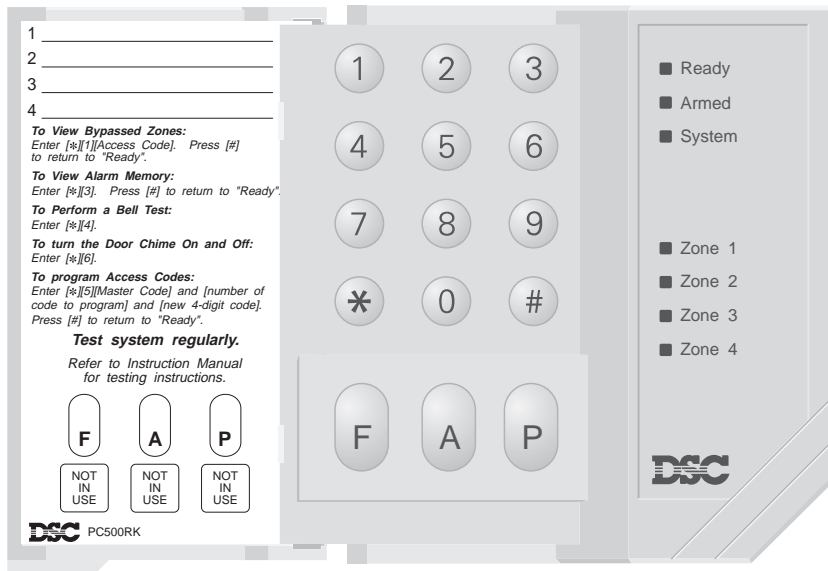 1
2
3
4
To View Bypassed Zones:
Enter [✻][1][Access Code]. Press [#]
to return to "Ready".
To View Alarm Memory:
Enter [✻][3]. Press [#] to return to "Ready".
To Perform a Bell Test:
Enter [✻][4].
To turn the Door Chime On and Off:
Enter [✻][6].
To program Access Codes:
Enter [✻][5][Master Code] and [number of
code to program] and [new 4-digit code].
Press [#] to return to "Ready".
Test system regularly.
Refer to Instruction Manual
for testing instructions.
F A P
NOT
IN
USE
NOT
IN
USE
NOT
IN
USE
DSC PC500RK
1 2 3
4 5 6
7 8 9
✻ 0 #
F A P
Ready
Armed
System
Zone 1
Zone 2
Zone 3
Zone 4
DSC